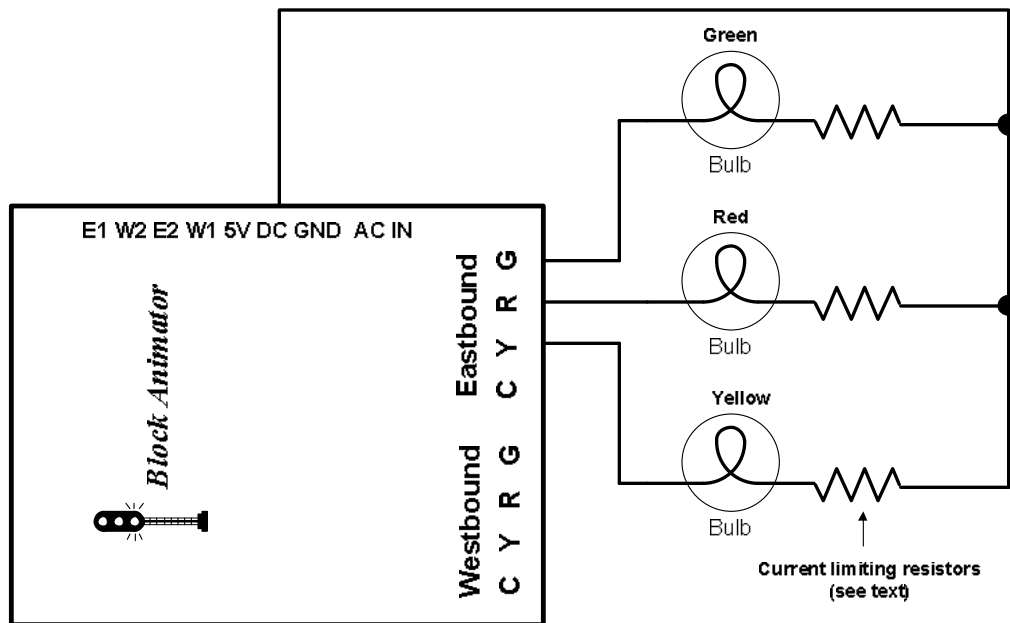 Green
Bulb
E1 W2 E2 W1 5V DC GND AC IN
Red
Bulb
Block Animator
Eastbound
C Y R G
Westbound
C Y R G
Yellow
Bulb
Current limiting resistors
(see text)